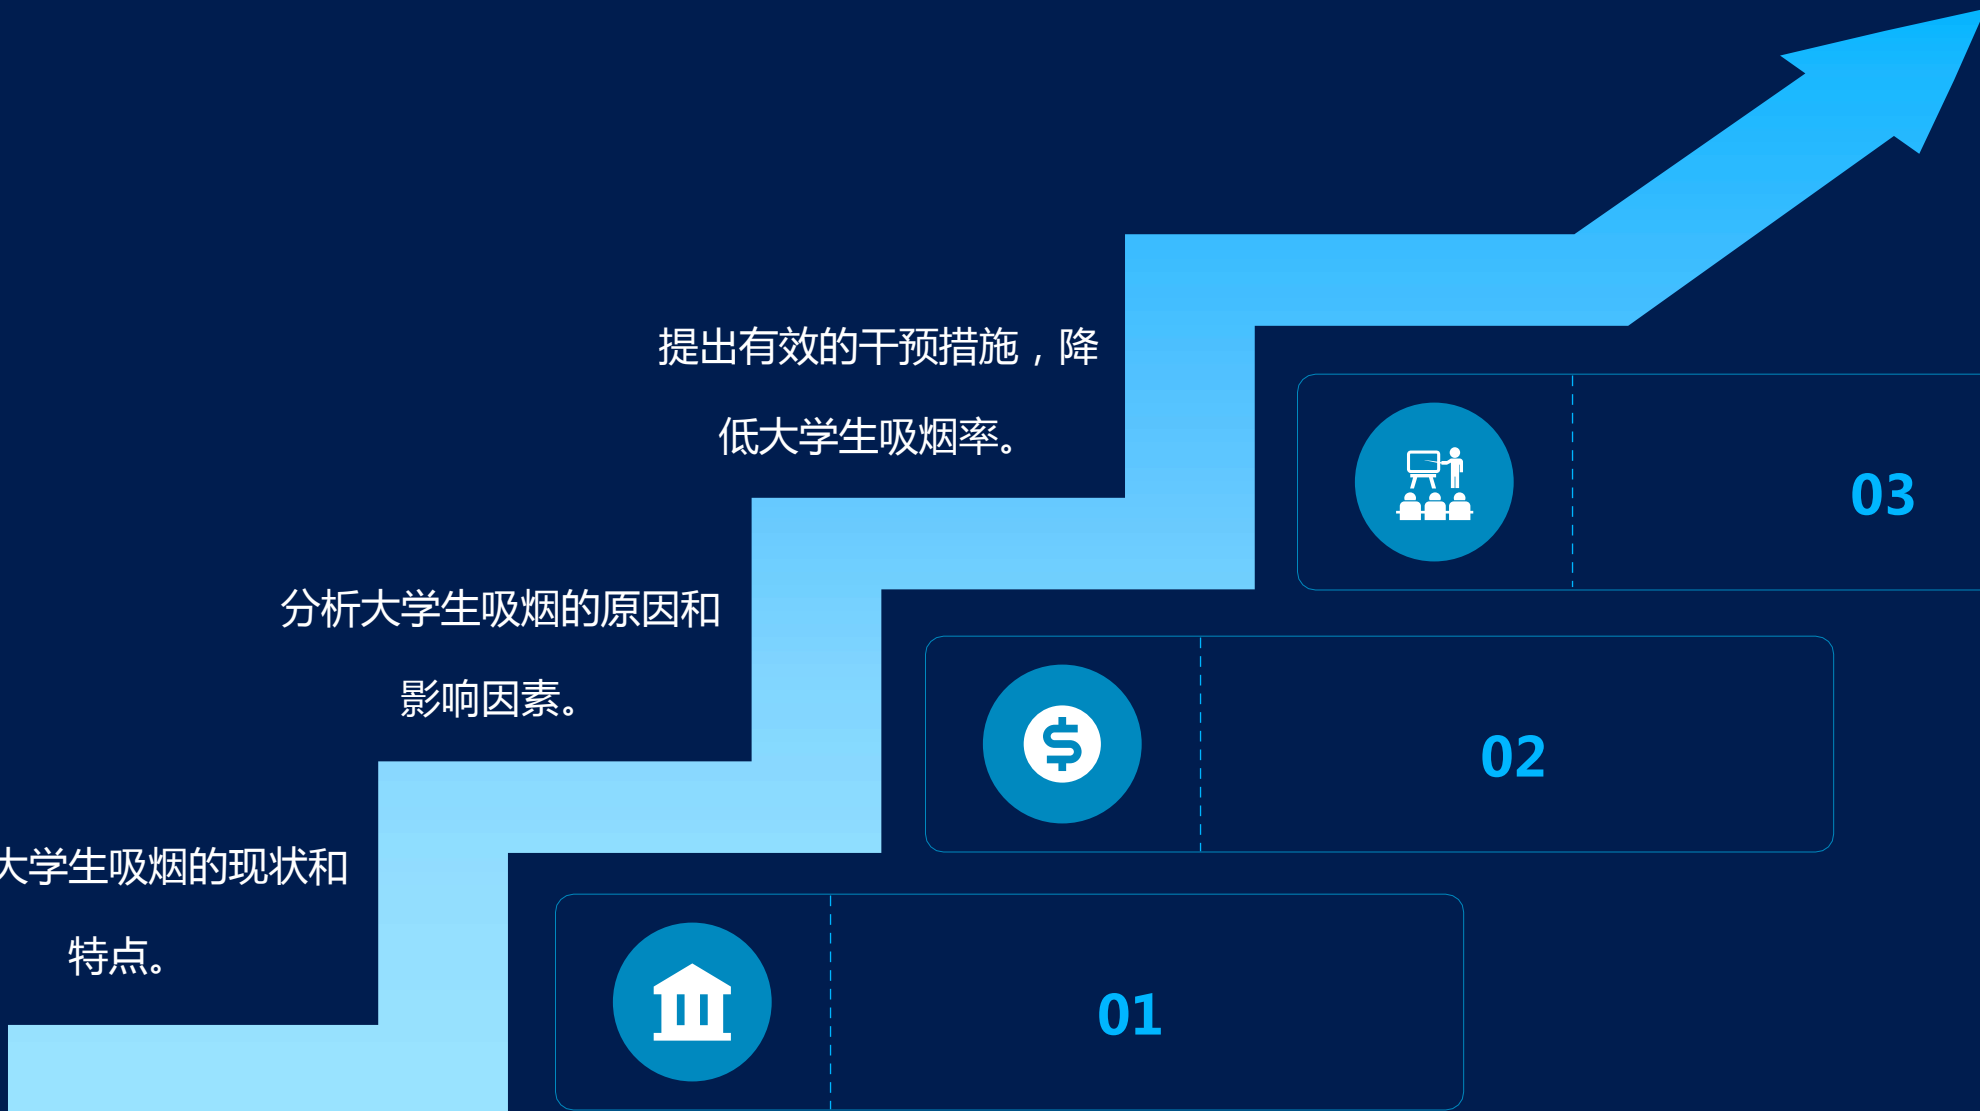 提出有效的干预措施，降
低大学生吸烟率。
03
分析大学生吸烟的原因和
影响因素。
02
大学生吸烟的现状和
特点。
01